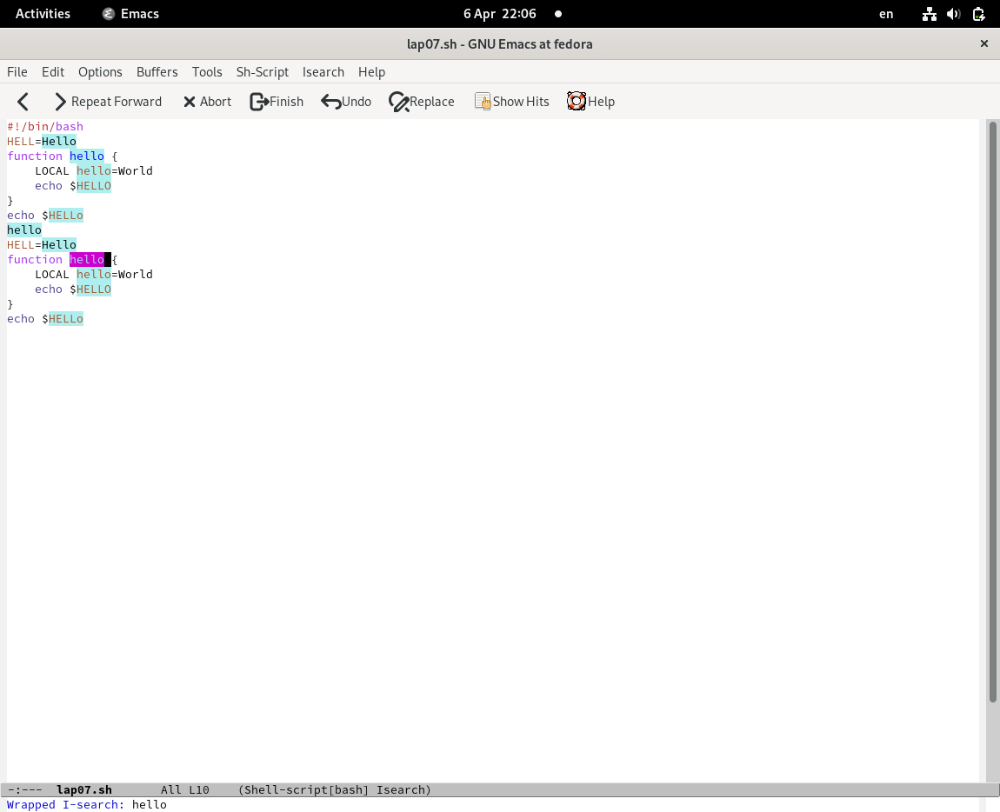 Activities Emacs 6 Apr 22:06 en
lap07.sh - GNU Emacs at fedora
File Edit Options Buffers Tools Sh-Script Isearch Help
Repeat Forward Abort Finish Undo Replace Show Hits Help
#!/bin/bash
HELL=Hello
function hello {
    LOCAL hello=World
    echo $HELLO
}
echo $HELLo
hello
HELL=Hello
function hello {
    LOCAL hello=World
    echo $HELLO
}
echo $HELLo
-:--- lap07.sh All L10 (Shell-script[bash] Isearch)
Wrapped I-search: hello